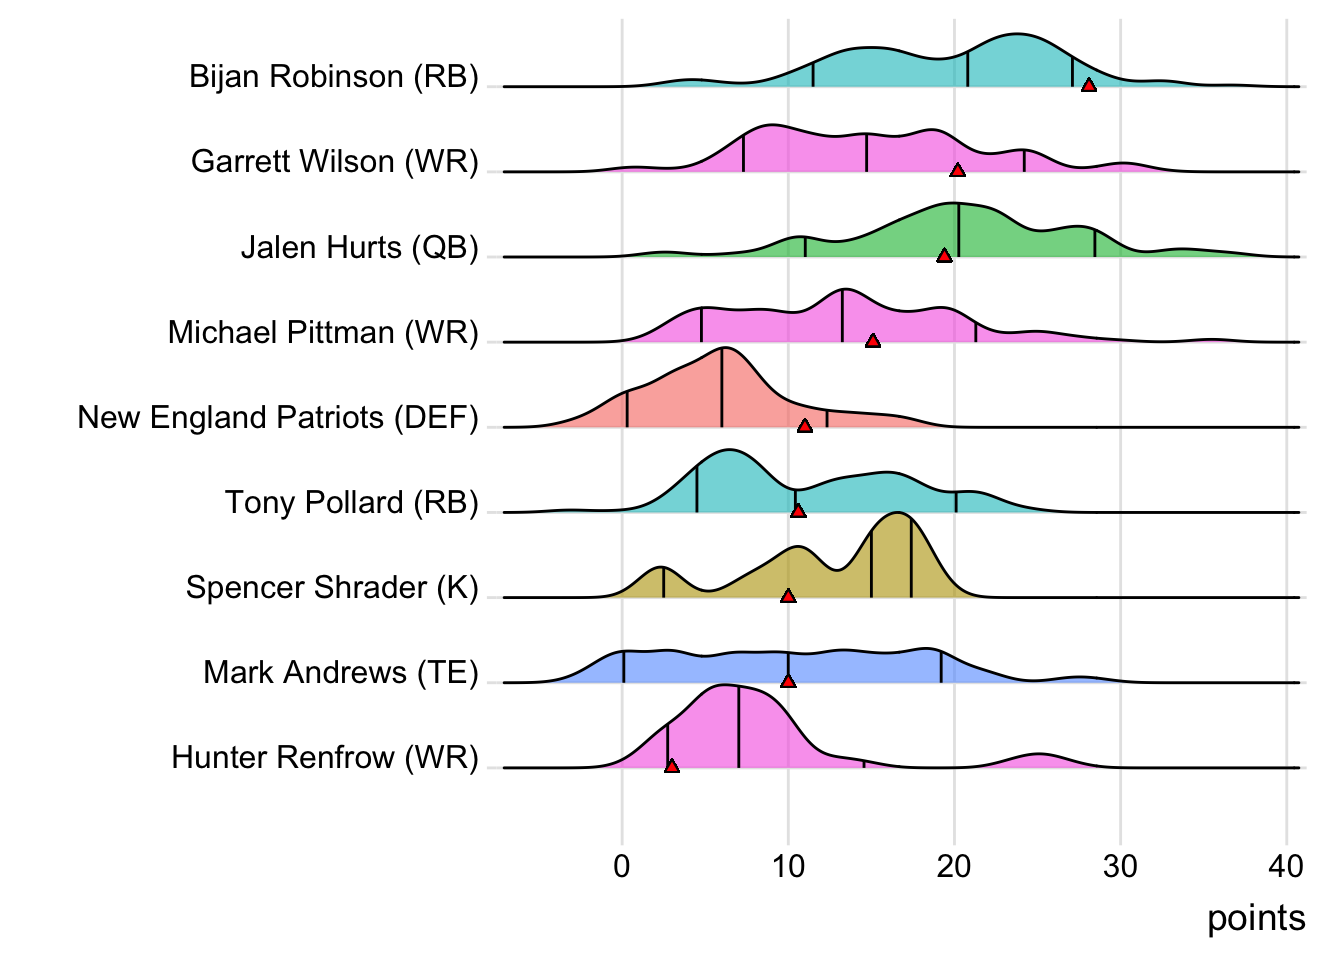 Bijan Robinson (RB)
Garrett Wilson (WR)
Jalen Hurts (QB)
Michael Pittman (WR)
New England Patriots (DEF)
Tony Pollard (RB)
Spencer Shrader (K)
Mark Andrews (TE)
Hunter Renfrow (WR)
0 10 20 30 40
points